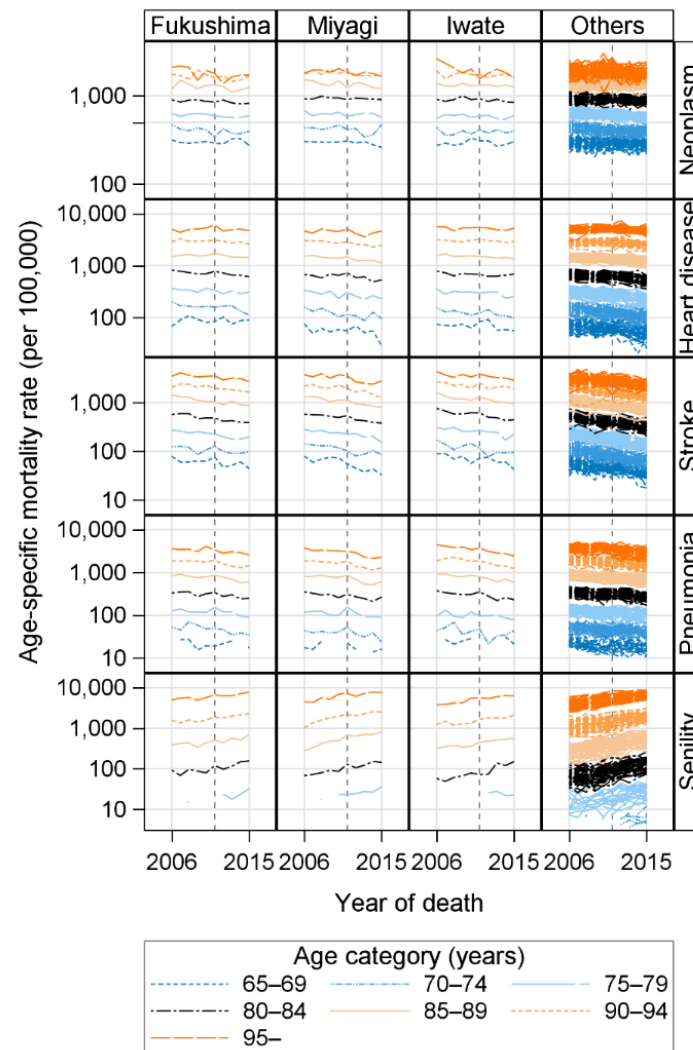 Fukushima Miyagi Iwate Others
Age-specific mortality rate (per 100,000)
1,000
100
Neoplasm
10,000
1,000
100
Heart disease
1,000
100
10
Stroke
10,000
1,000
100
10
Pneumonia
10,000
1,000
100
10
Senility
2006 2015 2006 2015 2006 2015 2006 2015
Year of death
Age category (years)
65–69 70–74 75–79
80–84 85–89 90–94
95–